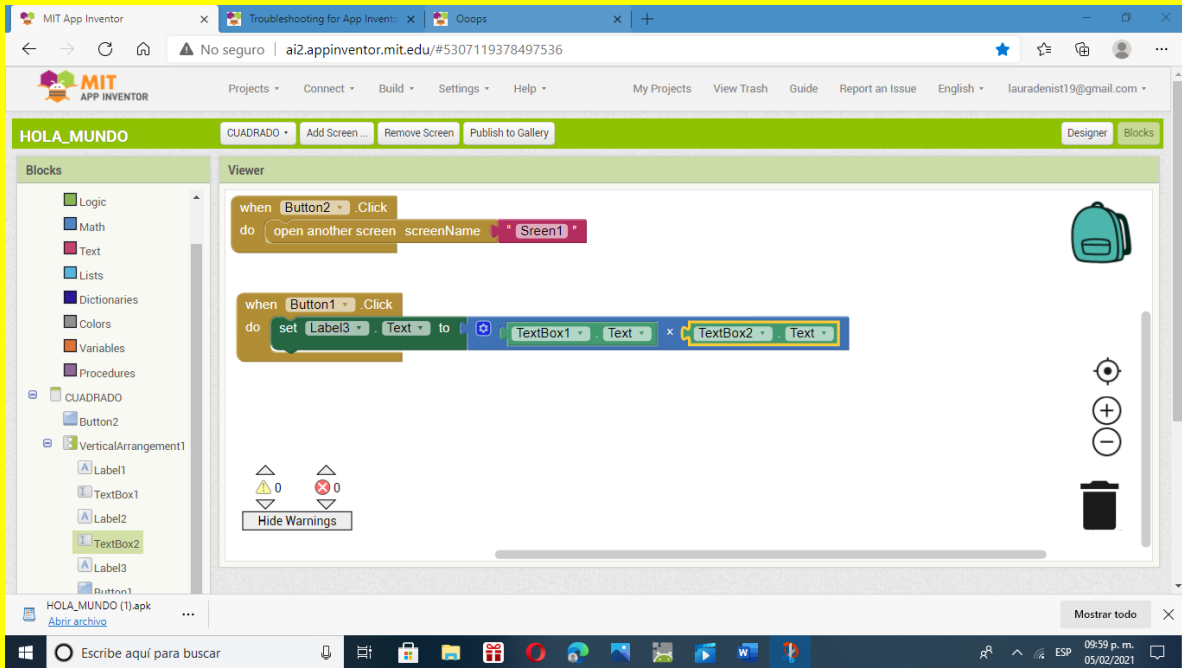 MIT App Inventor
Troubleshooting for App Invento
Ooops
No seguro
ai2.appinventor.mit.edu/#5307119378497536
MIT
APP INVENTOR
Projects
Connect
Build
Settings
Help
My Projects
View Trash
Guide
Report an Issue
English
lauradenist19@gmail.com
HOLA_MUNDO
CUADRADO
Add Screen ...
Remove Screen
Publish to Gallery
Designer
Blocks
Blocks
Viewer
Logic
Math
Text
Lists
Dictionaries
Colors
Variables
Procedures
CUADRADO
Button2
VerticalArrangement1
Label1
TextBox1
Label2
TextBox2
Label3
Button1
when Button2 .Click
do open another screen screenName " Sreen1 "
when Button1 .Click
do set Label3 . Text to TextBox1 . Text × TextBox2 . Text
0 0
Hide Warnings
HOLA_MUNDO (1).apk
Abrir archivo
Mostrar todo
Escribe aquí para buscar
ESP
09:59 p. m.
05/02/2021